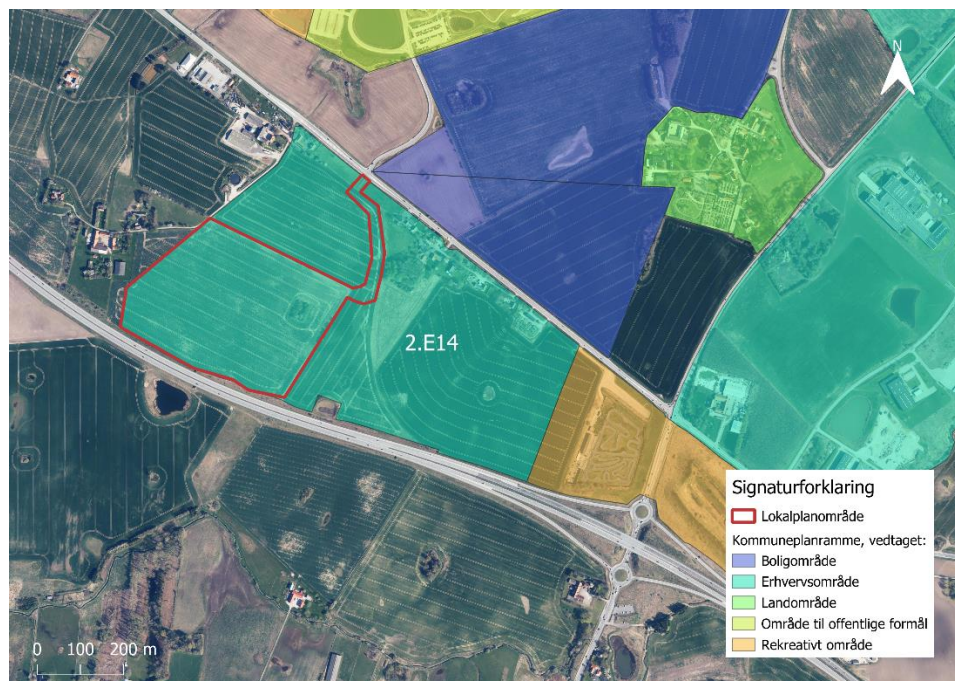 N
2.E14
Signaturforklaring
Lokalplanområde
Kommuneplanramme, vedtaget:
Boligområde
Erhvervsområde
Landområde
Område til offentlige formål
Rekreativt område
0 100 200 m